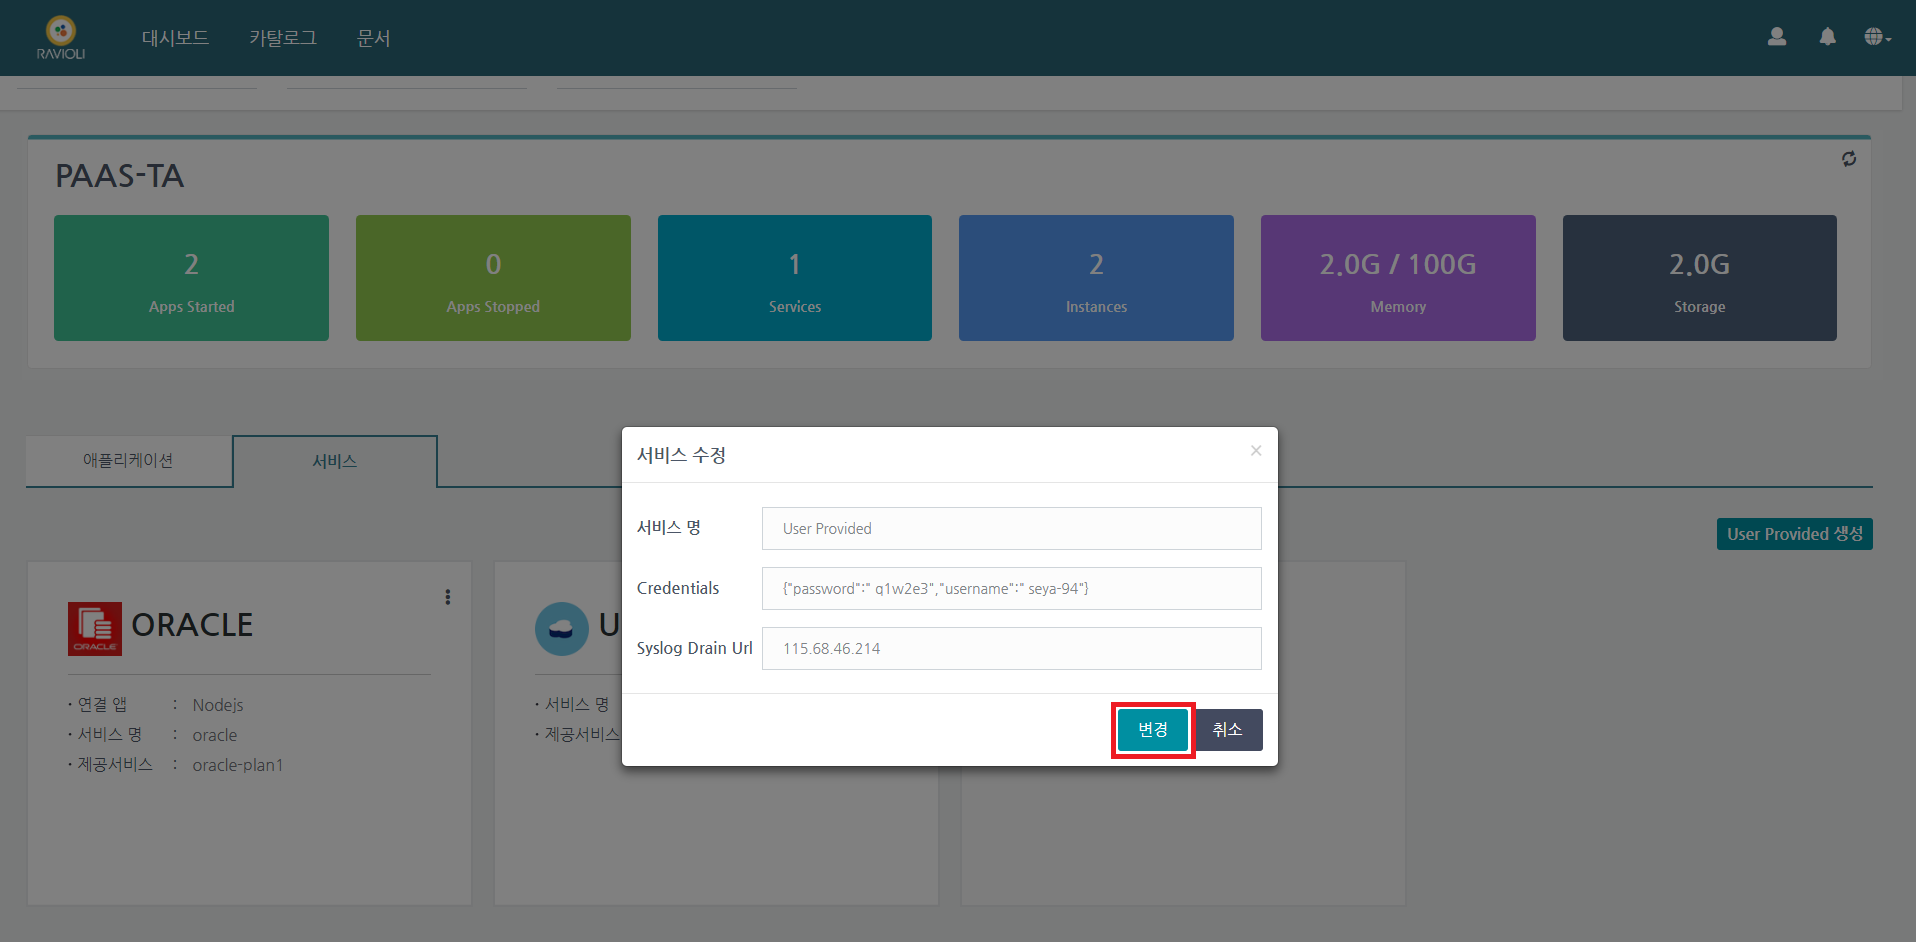 RAVIOLI
대시보드 카탈로그 문서
PAAS-TA
2
Apps Started
0
Apps Stopped
1
Services
2
Instances
2.0G / 100G
Memory
2.0G
Storage
애플리케이션
서비스
User Provided 생성
ORACLE
ORACLE
· 연결 앱 : Nodejs
· 서비스 명 : oracle
· 제공서비스 : oracle-plan1
U
· 서비스 명
· 제공서비스
서비스 수정
×
서비스 명 User Provided
Credentials {"password":" q1w2e3","username":" seya-94"}
Syslog Drain Url 115.68.46.214
변경 취소